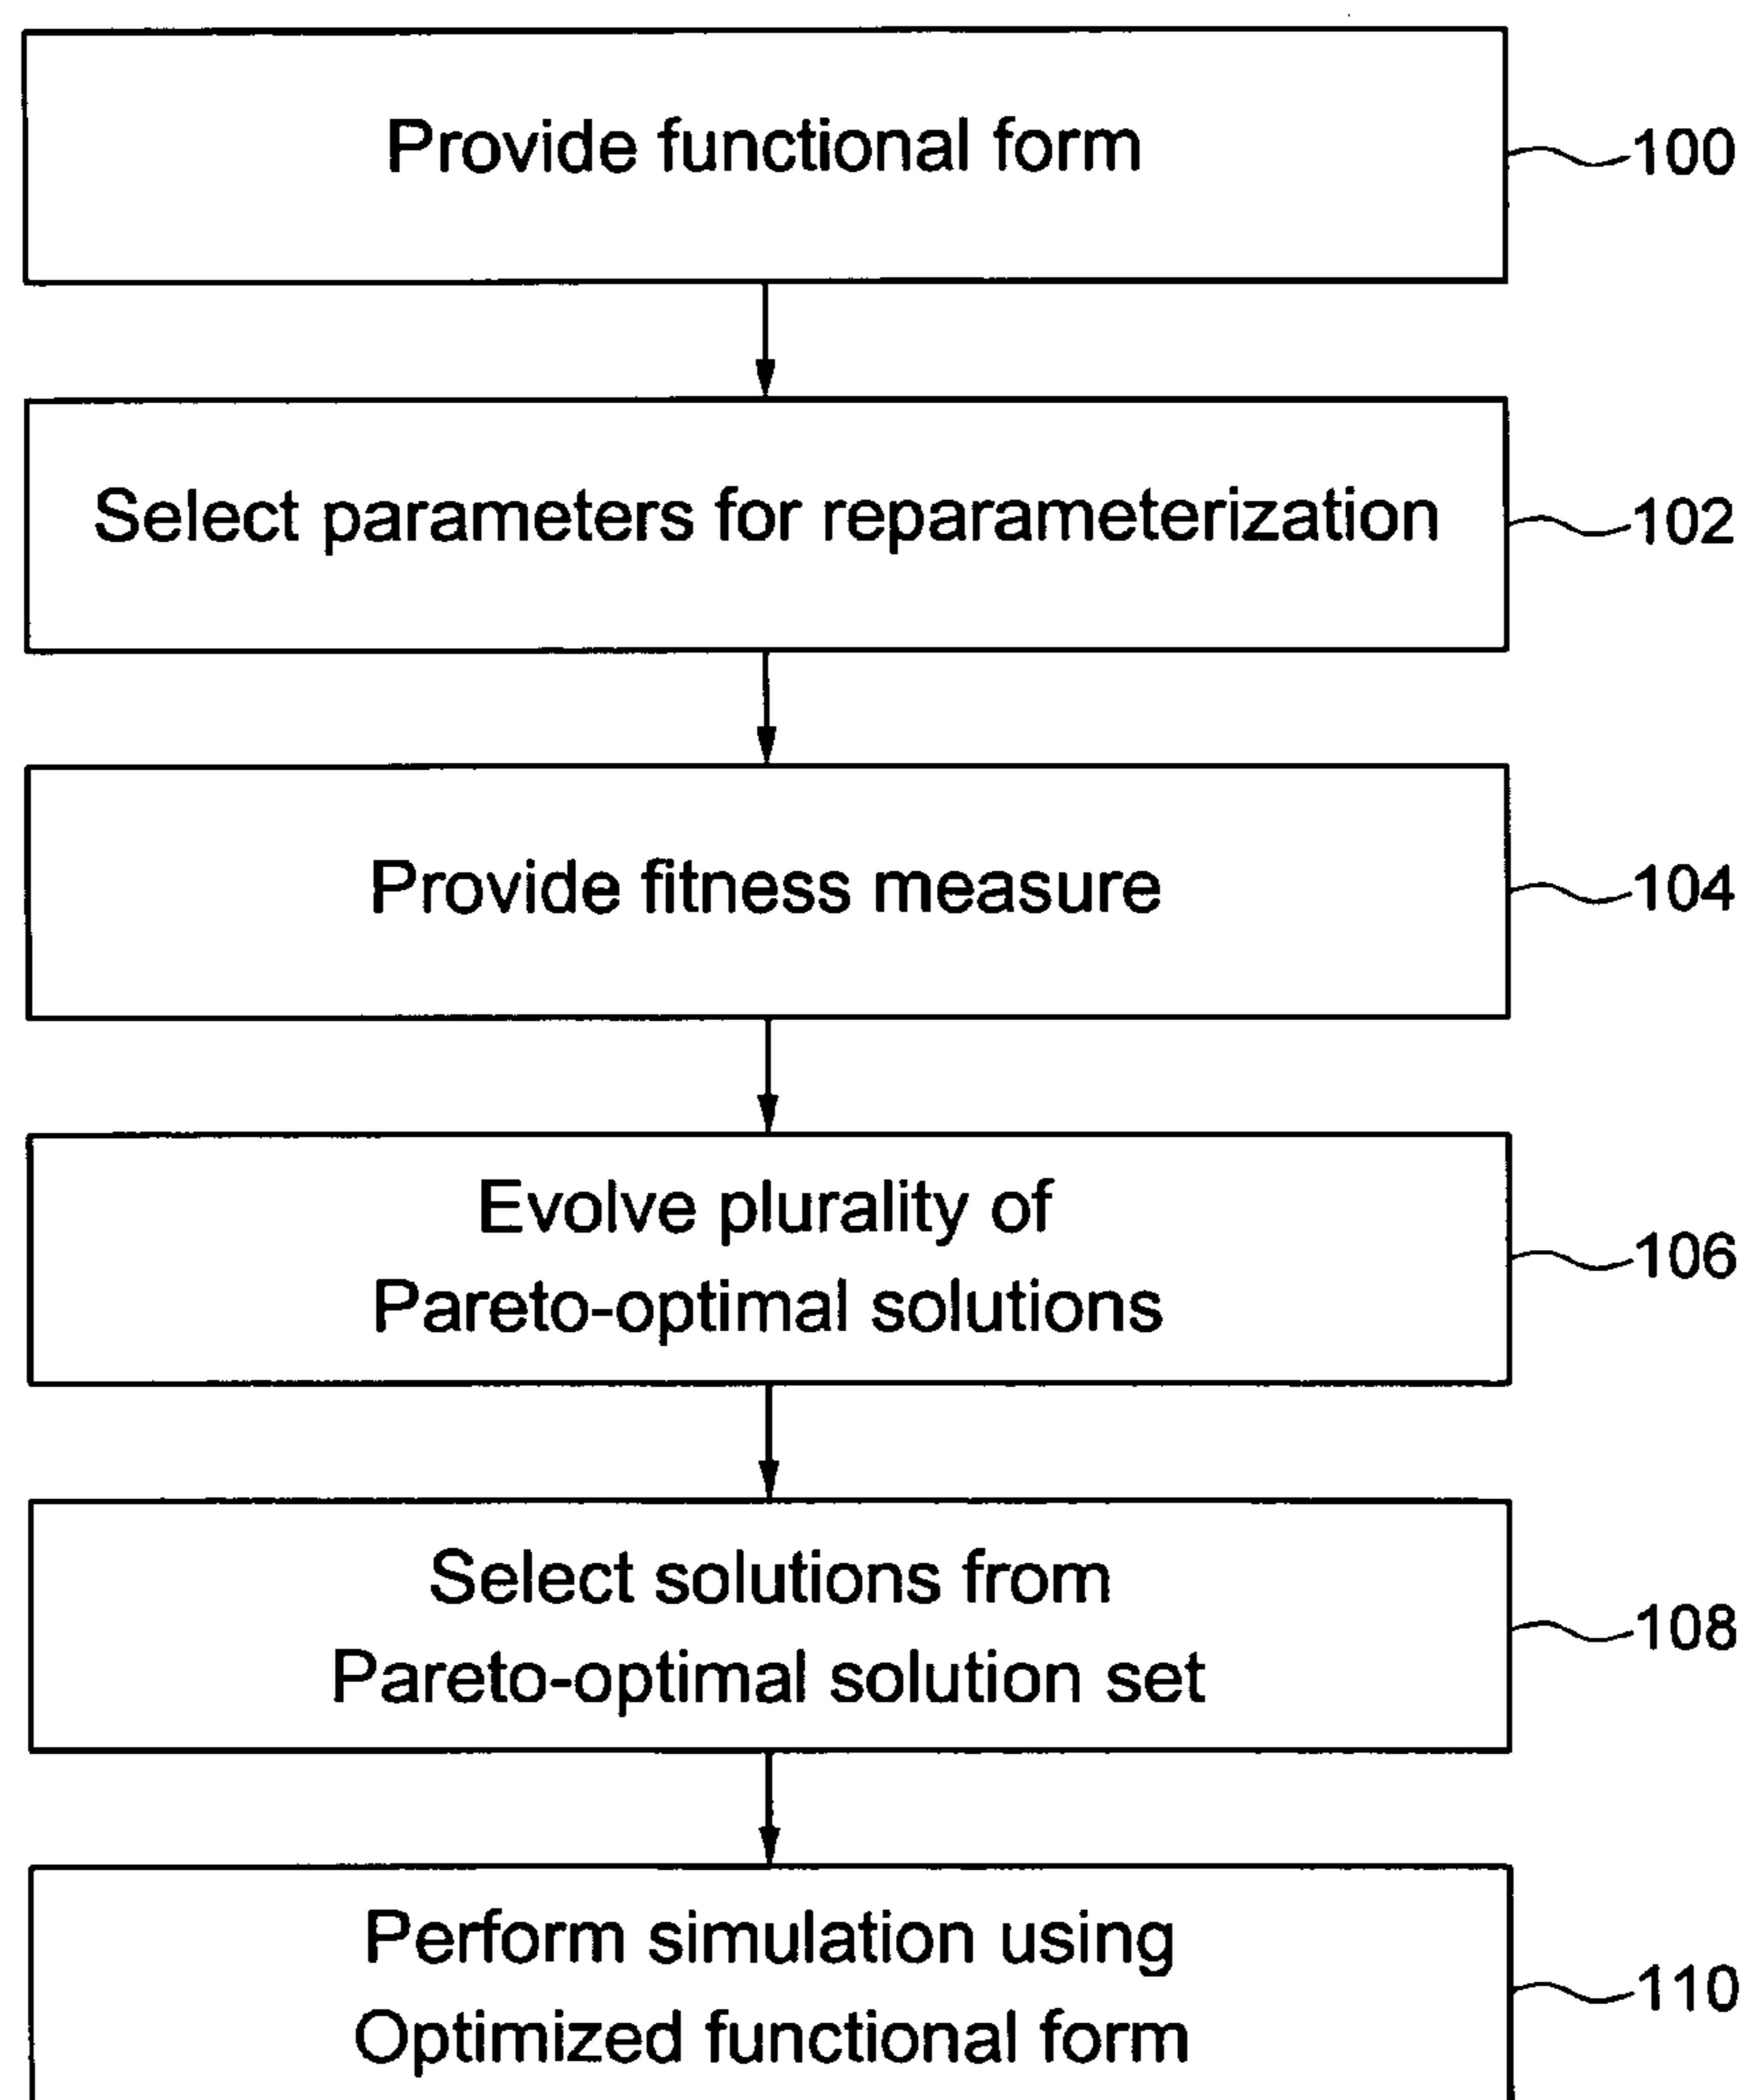 Provide functional form
100
Select parameters for reparameterization
102
Provide fitness measure
104
Evolve plurality of
Pareto-optimal solutions
106
Select solutions from
Pareto-optimal solution set
108
Perform simulation using
Optimized functional form
110